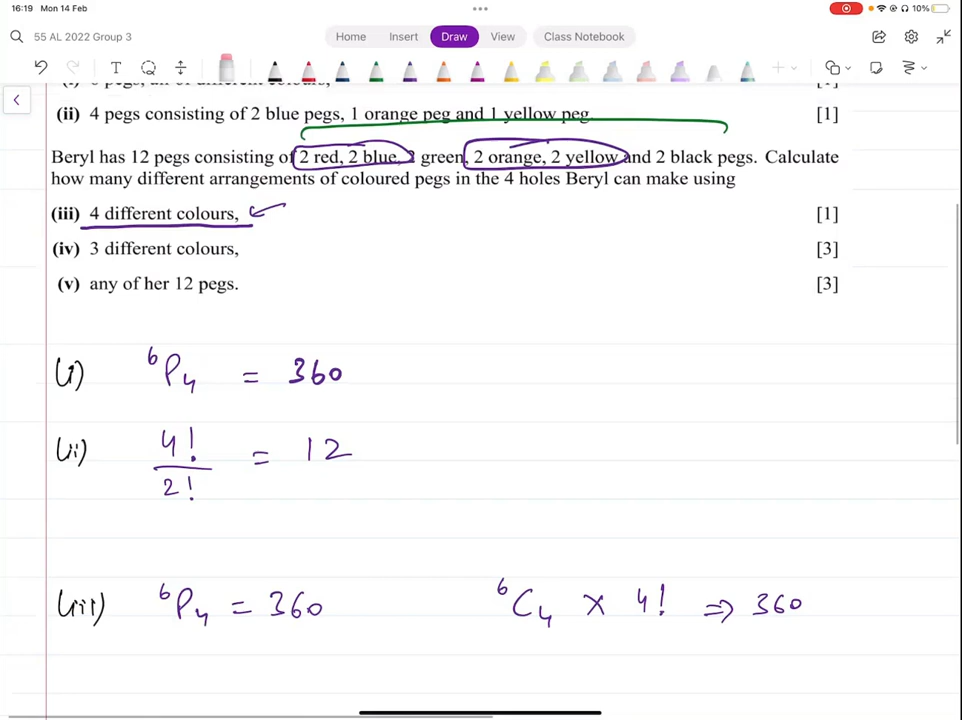 16:19 Mon 14 Feb
10%
55 AL 2022 Group 3
Home Insert Draw View Class Notebook
(ii) 4 pegs consisting of 2 blue pegs, 1 orange peg and 1 yellow peg. [1]
Beryl has 12 pegs consisting of 2 red, 2 blue, 2 green, 2 orange, 2 yellow and 2 black pegs. Calculate
how many different arrangements of coloured pegs in the 4 holes Beryl can make using
(iii) 4 different colours, [1]
(iv) 3 different colours, [3]
(v) any of her 12 pegs. [3]
(i) ⁶P₄ = 360
(ii) 4!/2! = 12
(iii) ⁶P₄ = 360 ⁶C₄ × 4! ⇒ 360